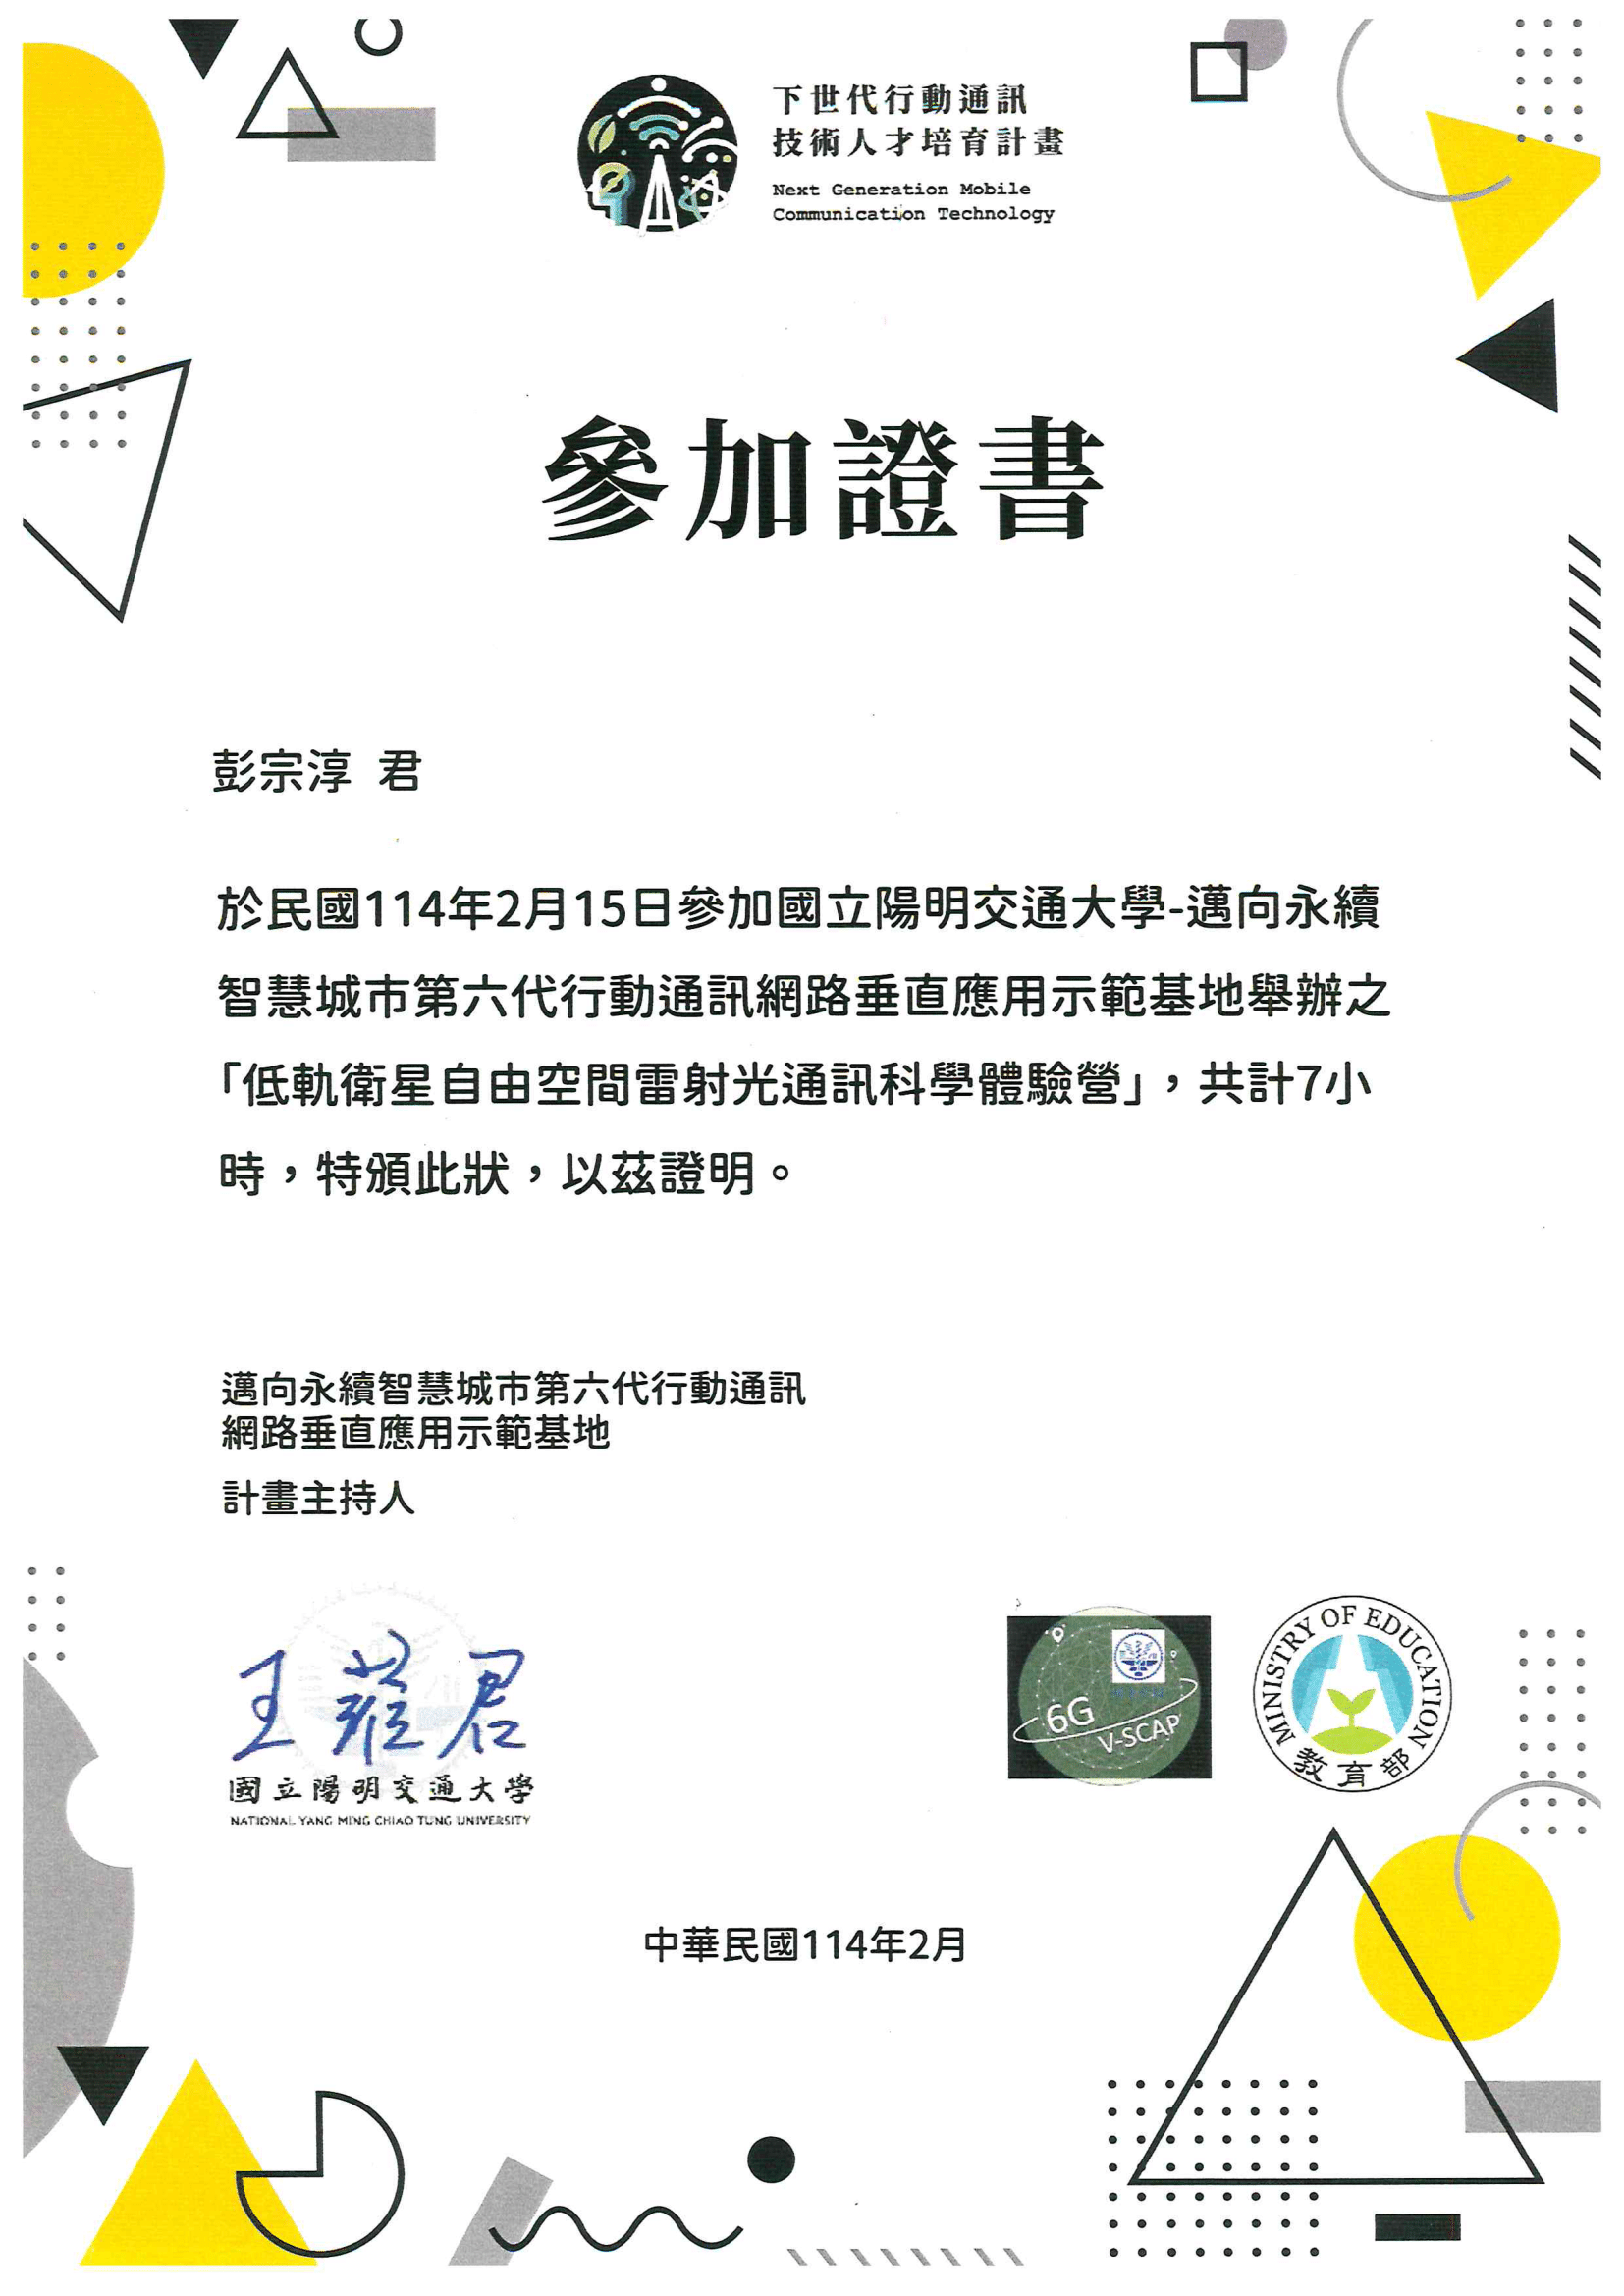 下世代行動通訊
技術人才培育計畫
Next Generation Mobile
Communication Technology
參加證書
彭宗淳 君
於民國114年2月15日參加國立陽明交通大學-邁向永續
智慧城市第六代行動通訊網路垂直應用示範基地舉辦之
「低軌衛星自由空間雷射光通訊科學體驗營」，共計7小
時，特頒此狀，以茲證明。
邁向永續智慧城市第六代行動通訊
網路垂直應用示範基地
計畫主持人
王蒞君
國立陽明交通大學
NATIONAL YANG MING CHIAO TUNG UNIVERSITY
6G
V-SCAP
MINISTRY OF EDUCATION
教育部
中華民國114年2月